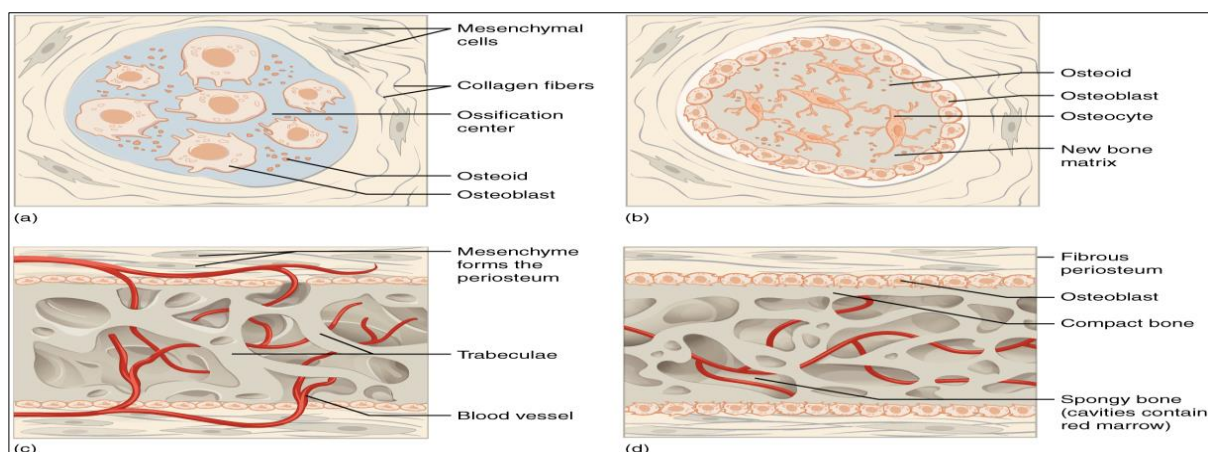 Mesenchymal
cells
Collagen fibers
Ossification
center
Osteoid
Osteoblast
(a)
Osteoid
Osteoblast
Osteocyte
New bone
matrix
(b)
Mesenchyme
forms the
periosteum
Trabeculae
Blood vessel
(c)
Fibrous
periosteum
Osteoblast
Compact bone
Spongy bone
(cavities contain
red marrow)
(d)